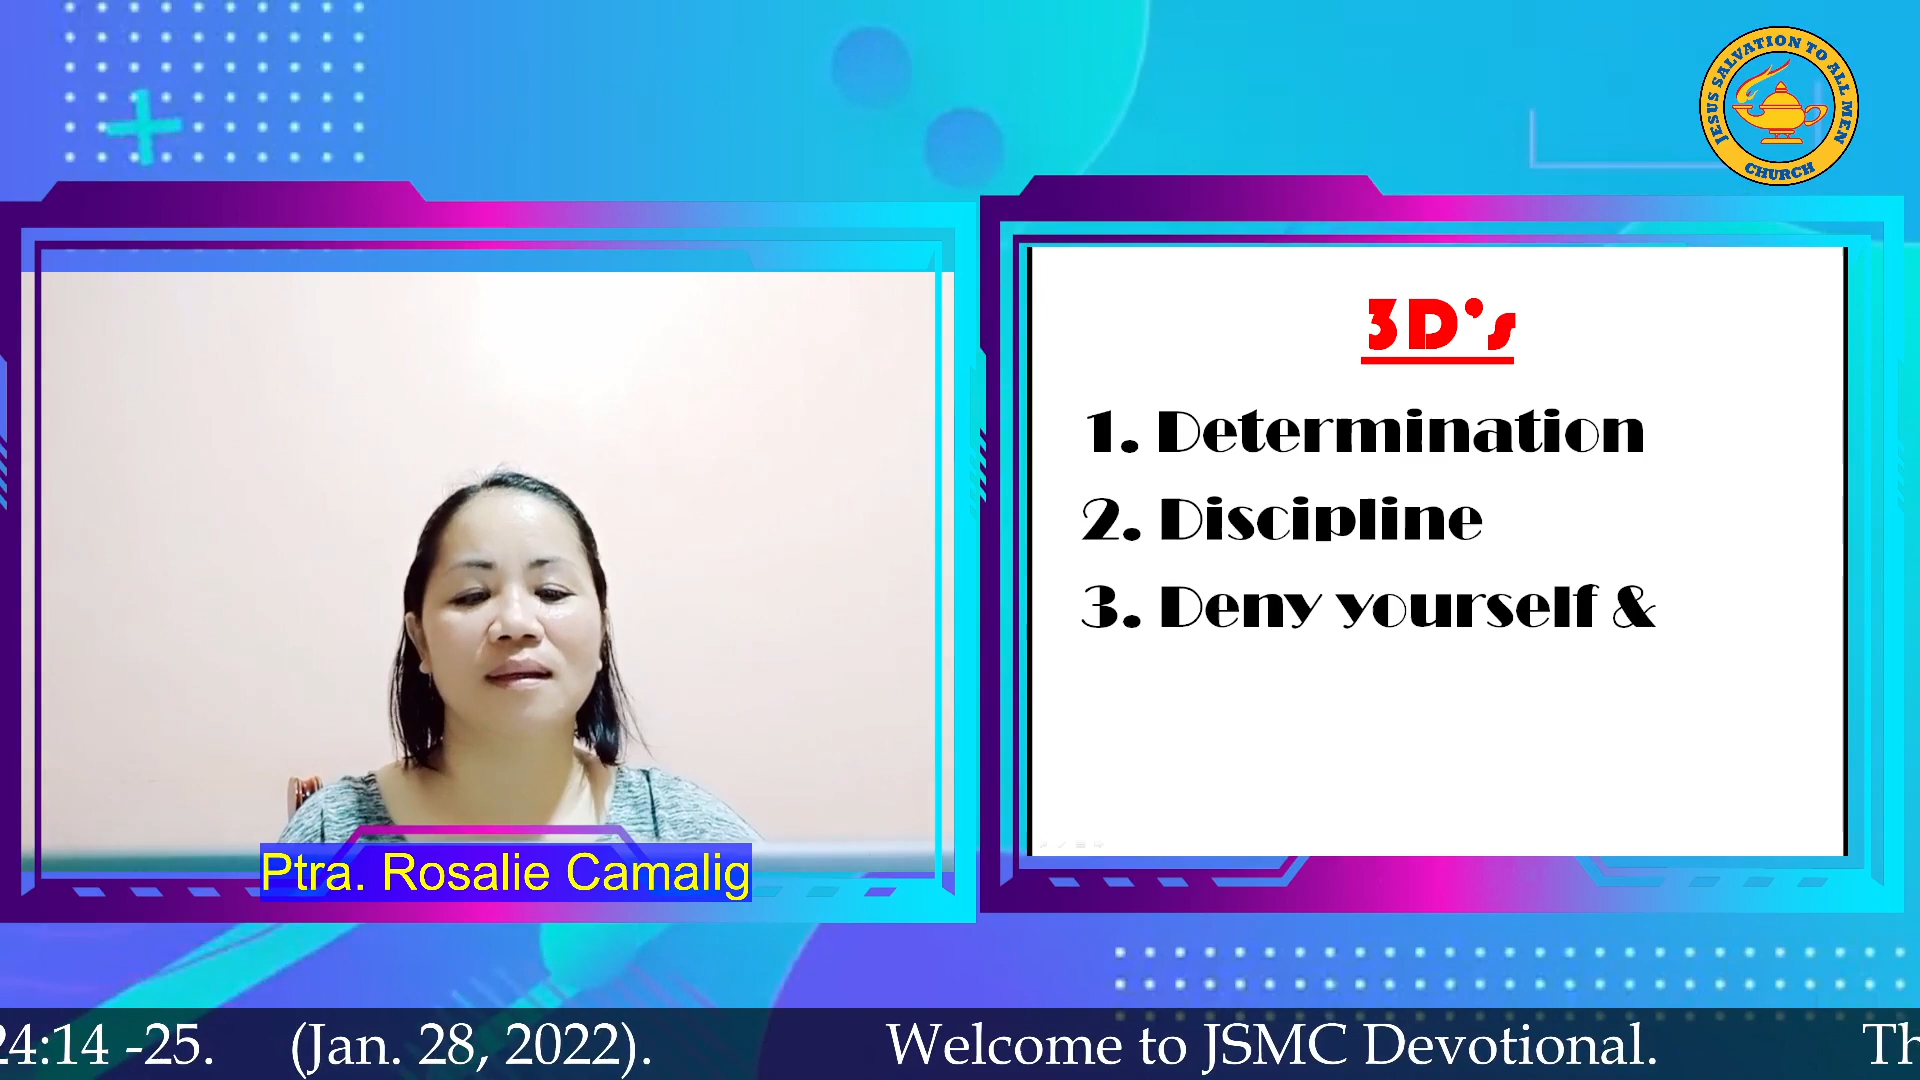 JESUS SALVATION TO ALL MEN
CHURCH
3D's
1. Determination
2. Discipline
3. Deny yourself &
Ptra. Rosalie Camalig
24:14 -25. (Jan. 28, 2022). Welcome to JSMC Devotional. Th